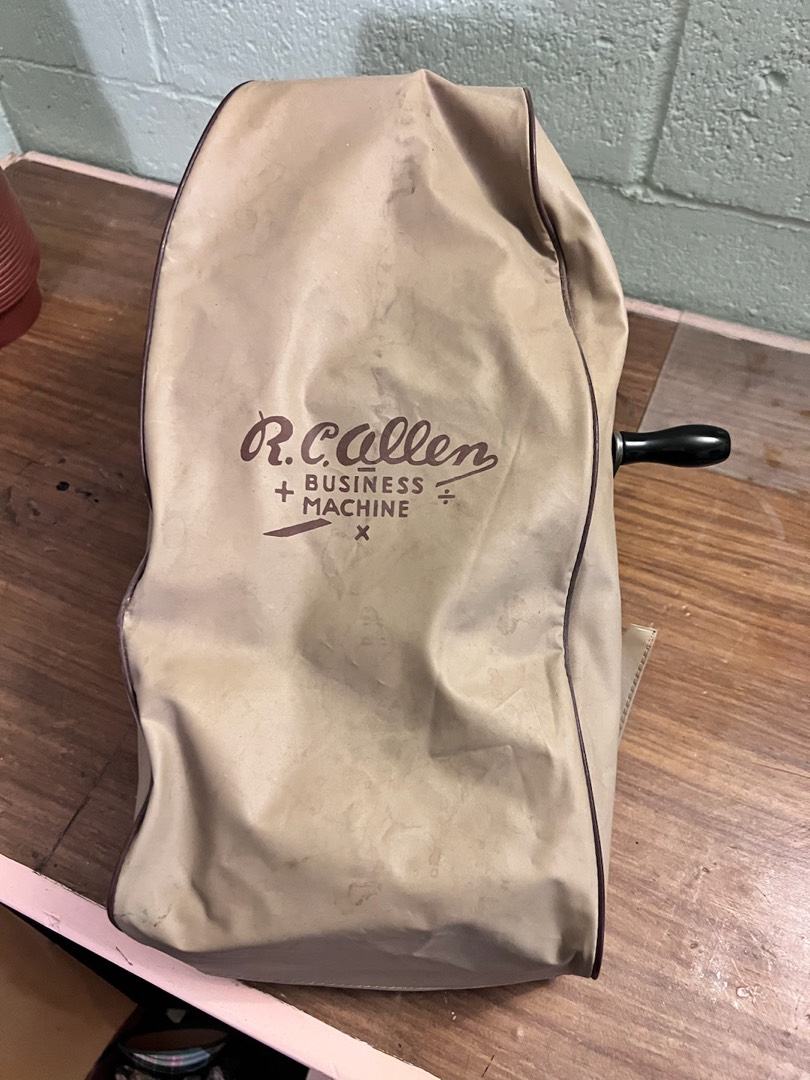 R.C. Allen
+ BUSINESS ÷
MACHINE
x